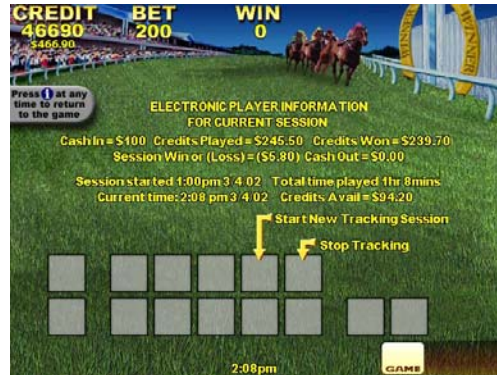 CREDIT BET WIN
46690 200 0
$466.90
Press 1 at any
time to return
to the game
WINNER WINNER
ELECTRONIC PLAYER INFORMATION
FOR CURRENT SESSION
Cash In = $100 Credits Played = $245.50 Credits Won = $239.70
Session Win or (Loss) = ($5.80) Cash Out = $0.00
Session started 1:00pm 3/4/02 Total time played 1hr 8mins
Current time: 2:08 pm 3/4/02 Credits Avail = $94.20
Start New Tracking Session
Stop Tracking
2:08pm
GAME